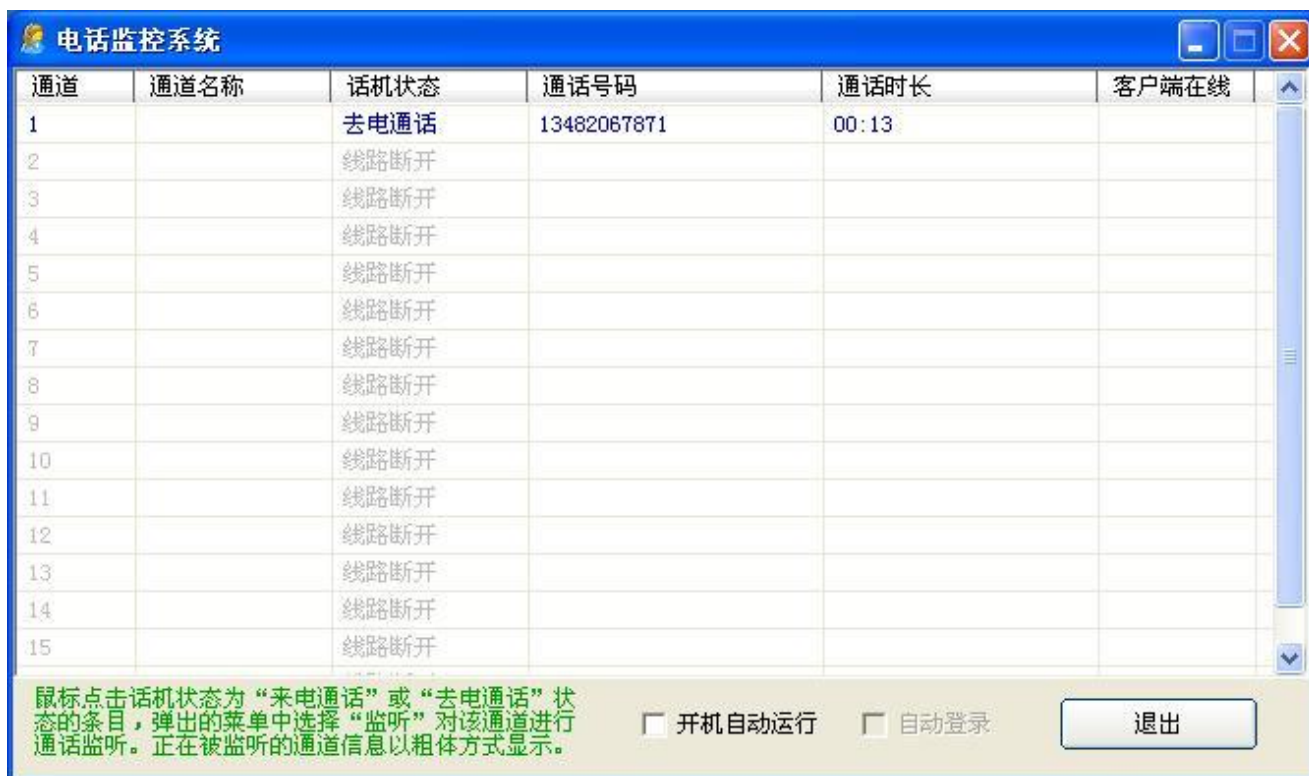 电话监控系统
通道 通道名称 话机状态 通话号码 通话时长 客户端在线
1 去电通话 13482067871 00:13
2 线路断开
3 线路断开
4 线路断开
5 线路断开
6 线路断开
7 线路断开
8 线路断开
9 线路断开
10 线路断开
11 线路断开
12 线路断开
13 线路断开
14 线路断开
15 线路断开
鼠标点击话机状态为“来电通话”或“去电通话”状
态的条目,弹出的菜单中选择“监听”对该通道进行
通话监听。正在被监听的通道信息以粗体方式显示。
开机自动运行 自动登录 退出